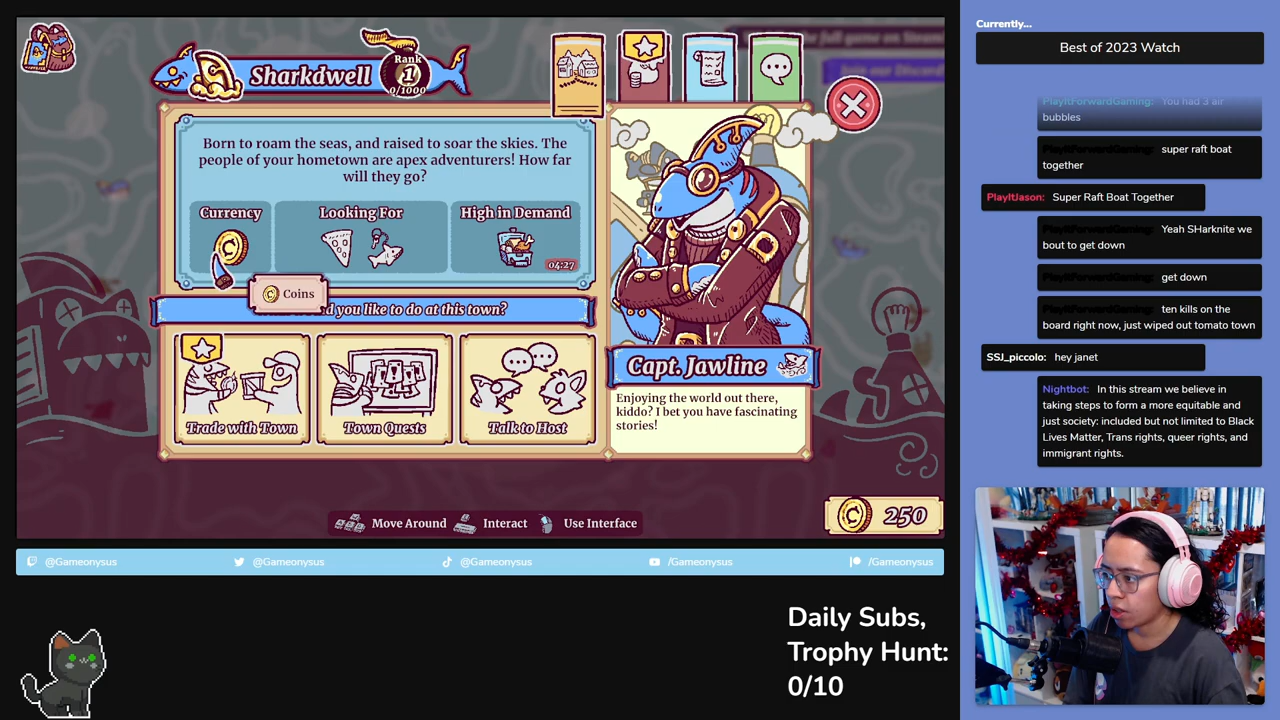 Sharkdwell
Rank
1
0/1000
Born to roam the seas, and raised to soar the skies. The
people of your hometown are apex adventurers! How far
will they go?
Currency
Looking For
High in Demand
04:27
Coins
you like to do at this town?
Trade with Town
Town Quests
Talk to Host
Capt. Jawline
Enjoying the world out there,
kiddo? I bet you have fascinating
stories!
250
Move Around
Interact
Use Interface
@Gameonysus
@Gameonysus
@Gameonysus
/Gameonysus
/Gameonysus
Daily Subs,
Trophy Hunt:
0/10
Currently...
Best of 2023 Watch
PlayItForwardGaming: You had 3 air
bubbles
PlayItForwardGaming: super raft boat
together
PlayItJason: Super Raft Boat Together
PlayItForwardGaming: Yeah SHarknite we
bout to get down
PlayItForwardGaming: get down
PlayItForwardGaming: ten kills on the
board right now, just wiped out tomato town
SSJ_piccolo: hey janet
Nightbot: In this stream we believe in
taking steps to form a more equitable and
just society: included but not limited to Black
Lives Matter, Trans rights, queer rights, and
immigrant rights.